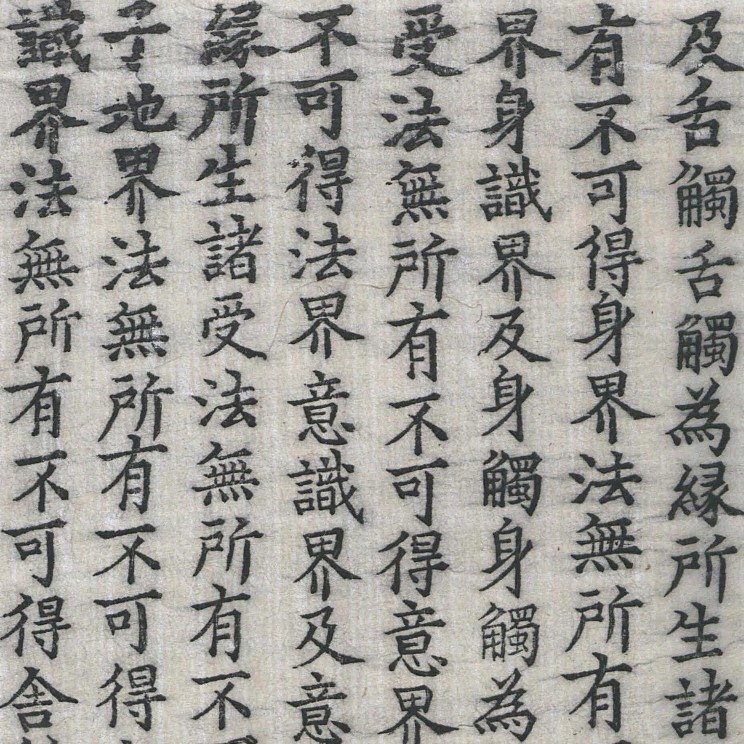 及舌觸舌觸為緣所生諸
有不可得身界法無所有
界身識界及身觸身觸為
受法無所有不可得意界
不可得法界意識界及意
緣所生諸受法無所有不
子地界法無所有不可得
識界法無所有不可得舍